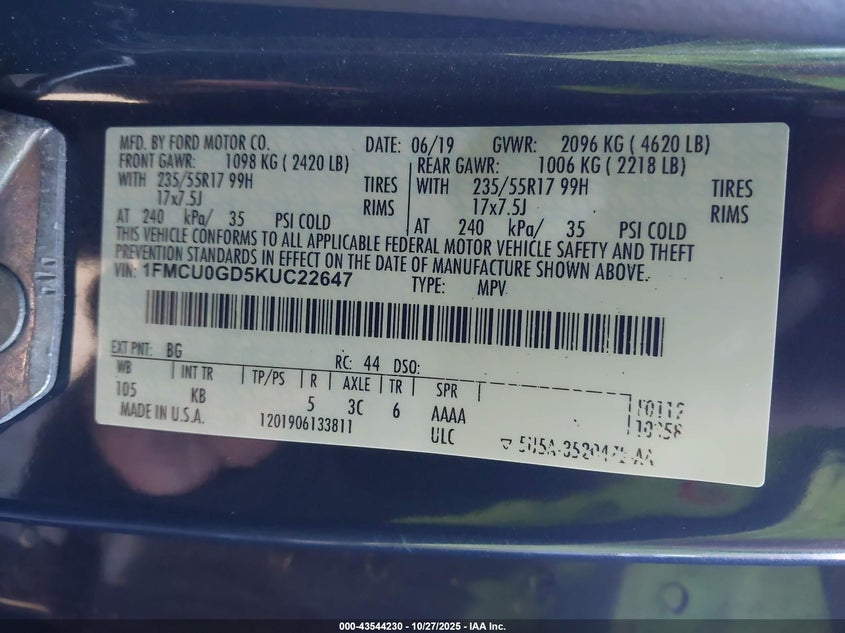 MFD. BY FORD MOTOR CO. DATE: 06/19 GVWR: 2096 KG ( 4620 LB)
FRONT GAWR: 1098 KG ( 2420 LB) REAR GAWR: 1006 KG ( 2218 LB)
WITH 235/55R17 99H TIRES WITH 235/55R17 99H TIRES
17x7.5J RIMS 17x7.5J RIMS
AT 240 kPa/ 35 PSI COLD AT 240 kPa/ 35 PSI COLD
THIS VEHICLE CONFORMS TO ALL APPLICABLE FEDERAL MOTOR VEHICLE SAFETY AND THEFT
PREVENTION STANDARDS IN EFFECT ON THE DATE OF MANUFACTURE SHOWN ABOVE.
VIN: 1FMCU0GD5KUC22647 TYPE: MPV
EXT PNT: BG RC: 44 DSO:
WB INT TR TP/PS R AXLE TR SPR
105 KB 5 3C 6 AAAA
MADE IN U.S.A. 1201906133811 ULC
000-43544230 - 10/27/2025 - IAA Inc.